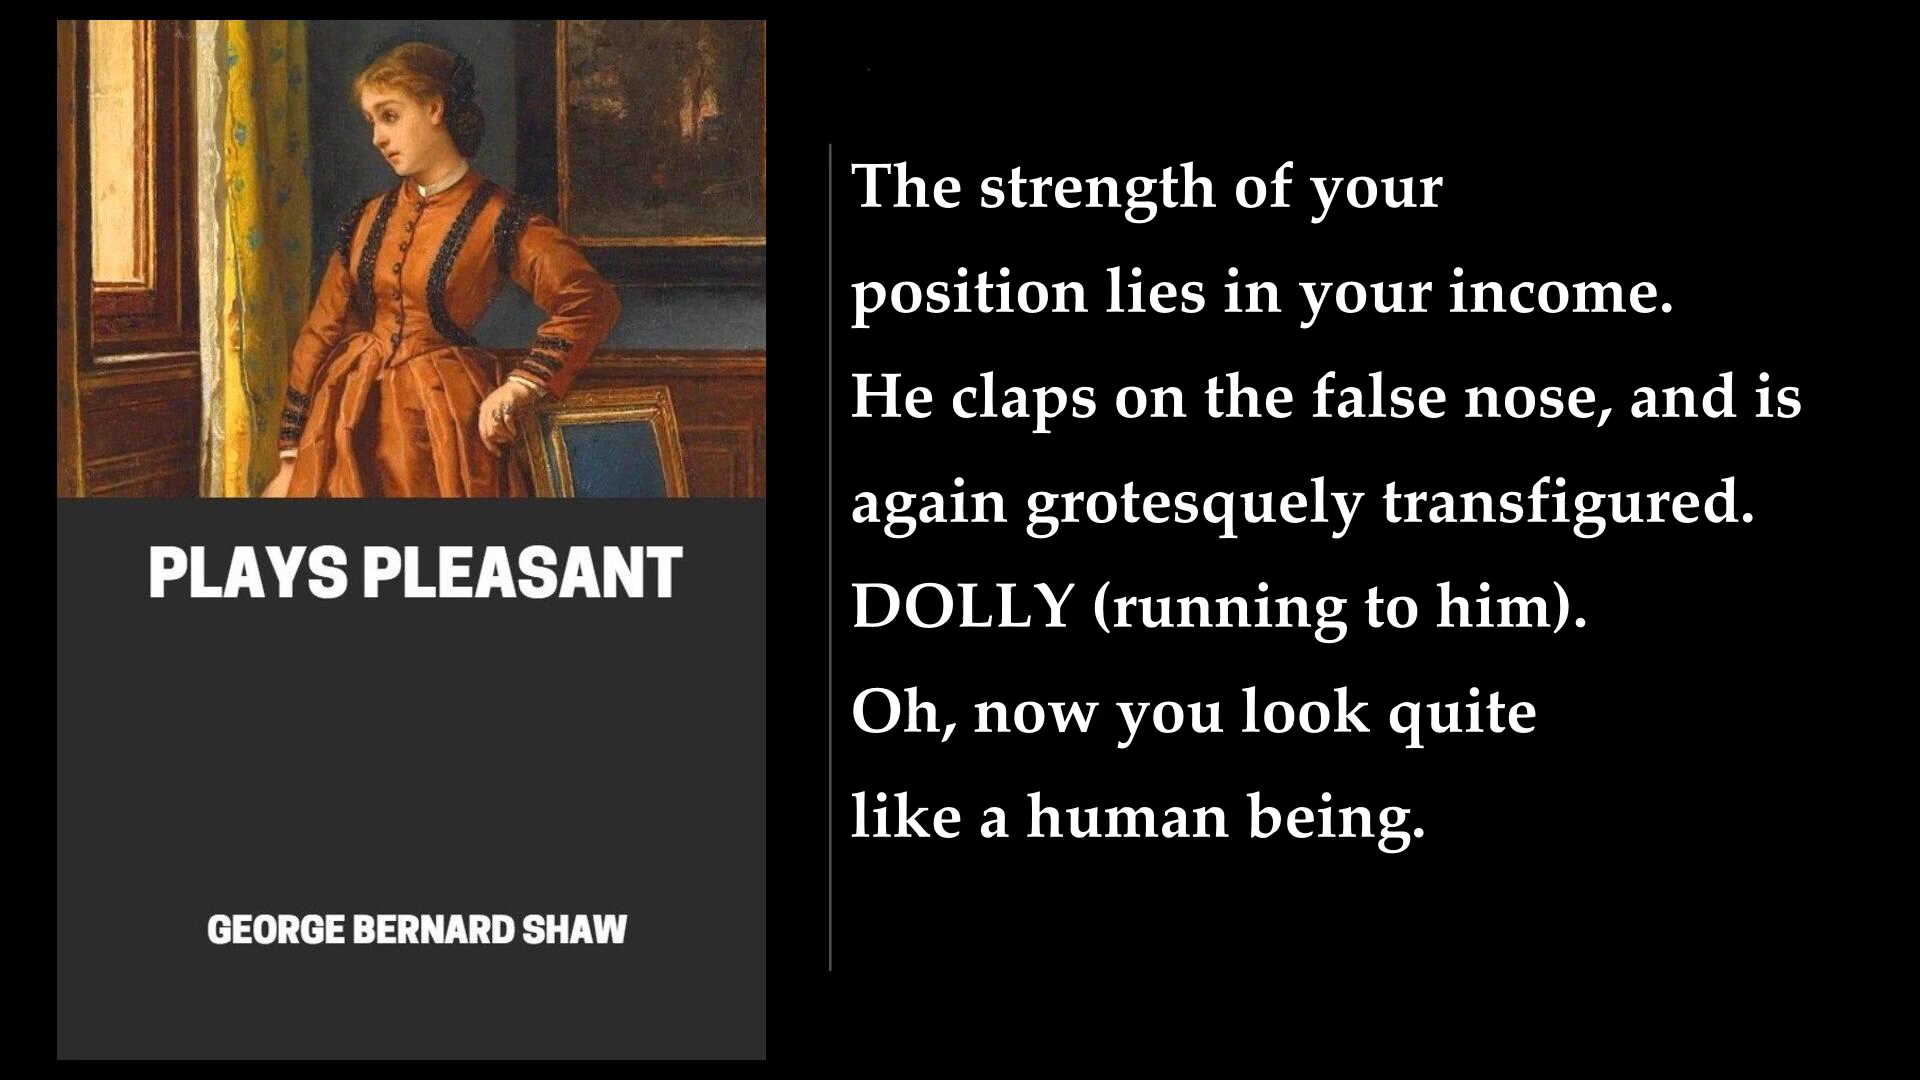 PLAYS PLEASANT
GEORGE BERNARD SHAW
The strength of your
position lies in your income.
He claps on the false nose, and is
again grotesquely transfigured.
DOLLY (running to him).
Oh, now you look quite
like a human being.